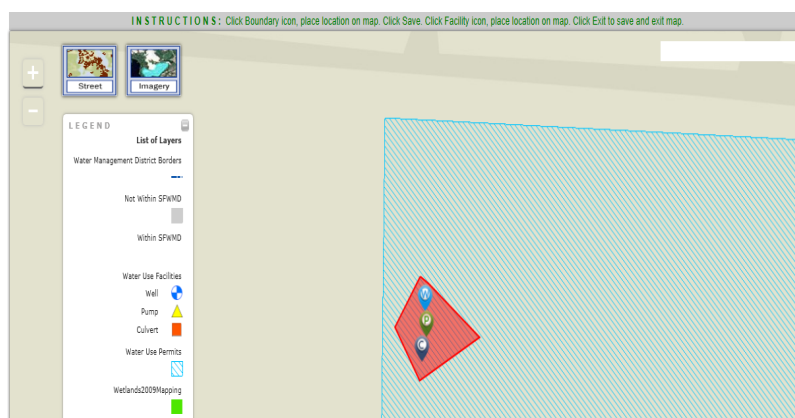 INSTRUCTIONS: Click Boundary icon, place location on map. Click Save. Click Facility icon, place location on map. Click Exit to save and exit map.
+
−
Street
Imagery
LEGEND
List of Layers
Water Management District Borders
Not Within SFWMD
Within SFWMD
Water Use Facilities
Well
Pump
Culvert
Water Use Permits
Wetlands2009Mapping
W
P
C